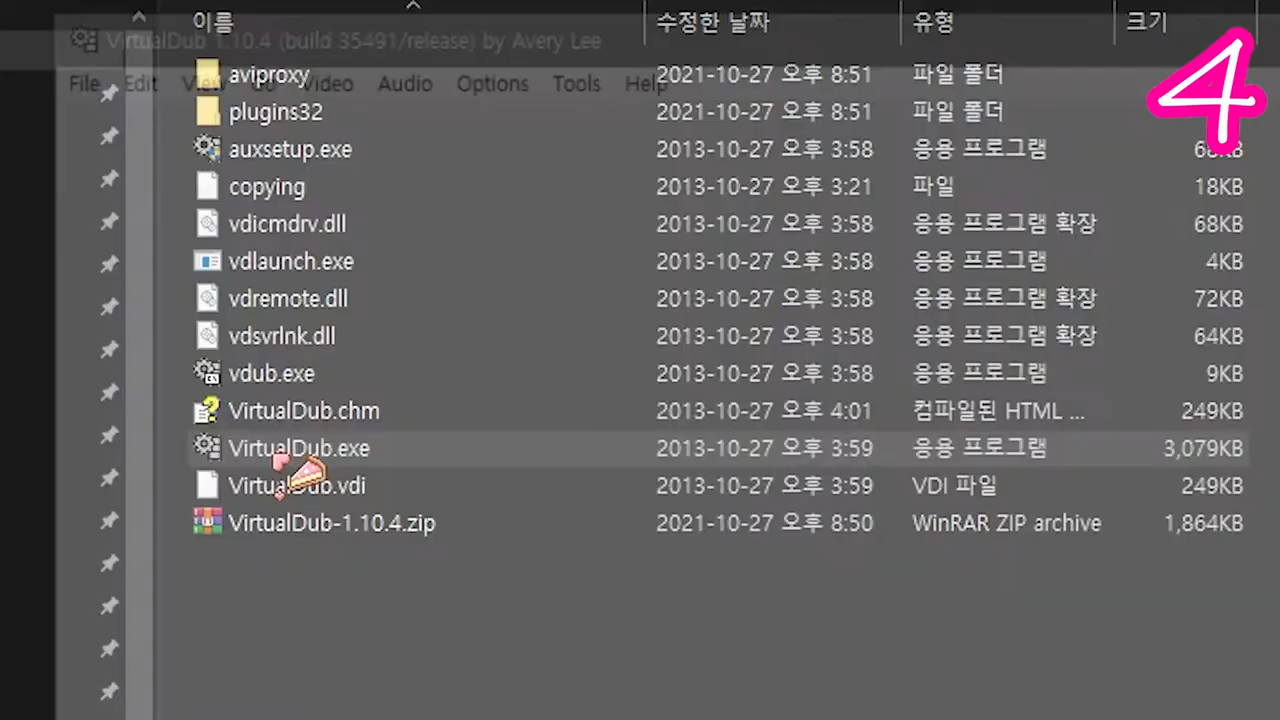 이름 수정한 날짜 유형 크기
VirtualDub 1.10.4 (build 35491/release) by Avery Lee
4
aviproxy 2021-10-27 오후 8:51 파일 폴더
File Edit View Go Video Audio Options Tools Help
plugins32 2021-10-27 오후 8:51 파일 폴더
auxsetup.exe 2013-10-27 오후 3:58 응용 프로그램 68KB
copying 2013-10-27 오후 3:21 파일 18KB
vdicmdrv.dll 2013-10-27 오후 3:58 응용 프로그램 확장 68KB
vdlaunch.exe 2013-10-27 오후 3:58 응용 프로그램 4KB
vdremote.dll 2013-10-27 오후 3:58 응용 프로그램 확장 72KB
vdsvrlnk.dll 2013-10-27 오후 3:58 응용 프로그램 확장 64KB
vdub.exe 2013-10-27 오후 3:58 응용 프로그램 9KB
VirtualDub.chm 2013-10-27 오후 4:01 컴파일된 HTML ... 249KB
VirtualDub.exe 2013-10-27 오후 3:59 응용 프로그램 3,079KB
VirtualDub.vdi 2013-10-27 오후 3:59 VDI 파일 249KB
VirtualDub-1.10.4.zip 2021-10-27 오후 8:50 WinRAR ZIP archive 1,864KB